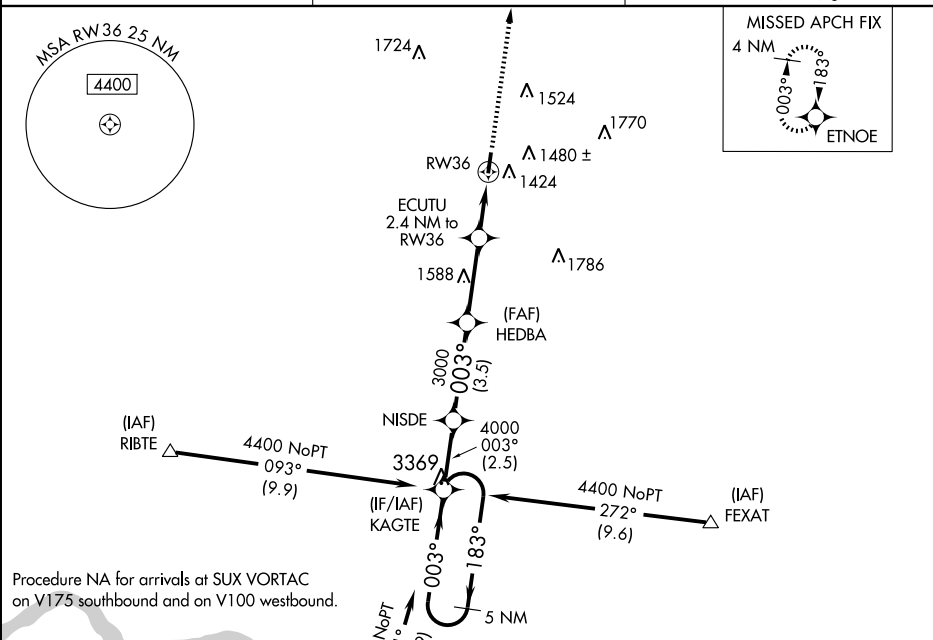 MSA RW36 25 NM
4400
1724
1524
1770
1480 ±
RW36
1424
MISSED APCH FIX
4 NM
003°
183°
ETNOE
ECUTU
2.4 NM to
RW36
1786
1588
(FAF)
HEDBA
3000
003°
(3.5)
NISDE
4000
003°
(2.5)
(IAF)
RIBTE
4400 NoPT
093°
(9.9)
3369
(IF/IAF)
KAGTE
4400 NoPT
272°
(9.6)
(IAF)
FEXAT
003°
183°
5 NM
Procedure NA for arrivals at SUX VORTAC
on V175 southbound and on V100 westbound.
NoPT